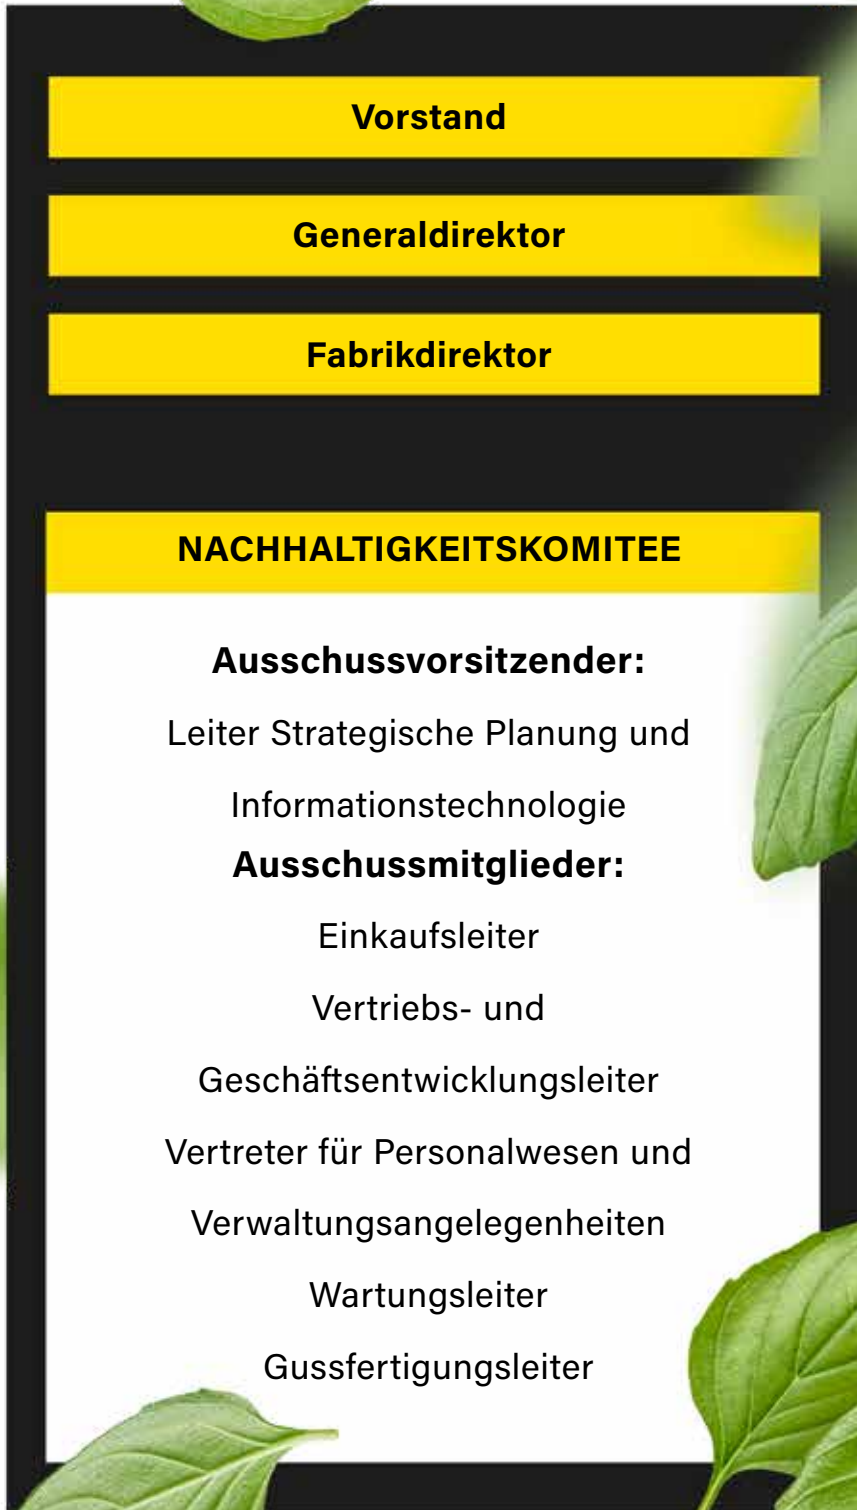 Vorstand
Generaldirektor
Fabrikdirektor
NACHHALTIGKEITSKOMITEE
Ausschussvorsitzender:
Leiter Strategische Planung und
Informationstechnologie
Ausschussmitglieder:
Einkaufsleiter
Vertriebs- und
Geschäftsentwicklungsleiter
Vertreter für Personalwesen und
Verwaltungsangelegenheiten
Wartungsleiter
Gussfertigungsleiter